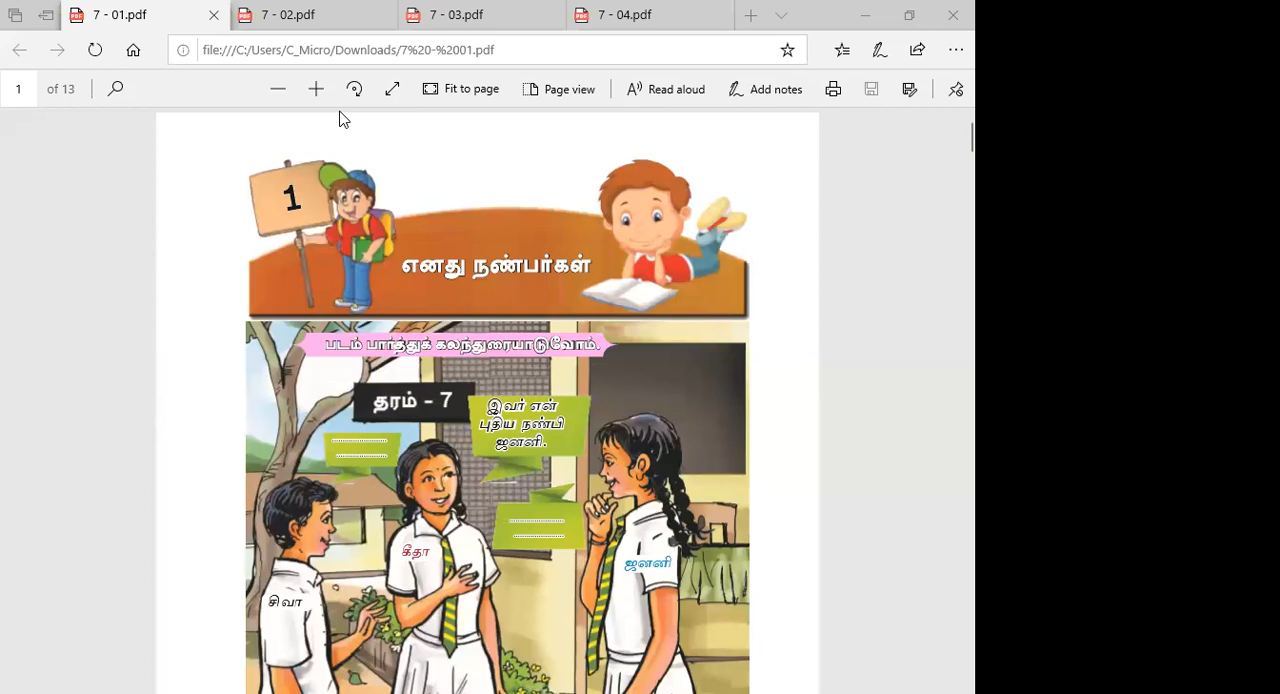 7 - 01.pdf
7 - 02.pdf
7 - 03.pdf
7 - 04.pdf
file:///C:/Users/C_Micro/Downloads/7%20-%2001.pdf
1 of 13
Fit to page
Page view
Read aloud
Add notes
1
எனது நண்பர்கள்
படம் பார்த்துக் கலந்துரையாடுவோம்.
தரம் - 7
இவர் என்
புதிய நண்பி
ஜனனி.
கீதா
ஜனனி
சிவா